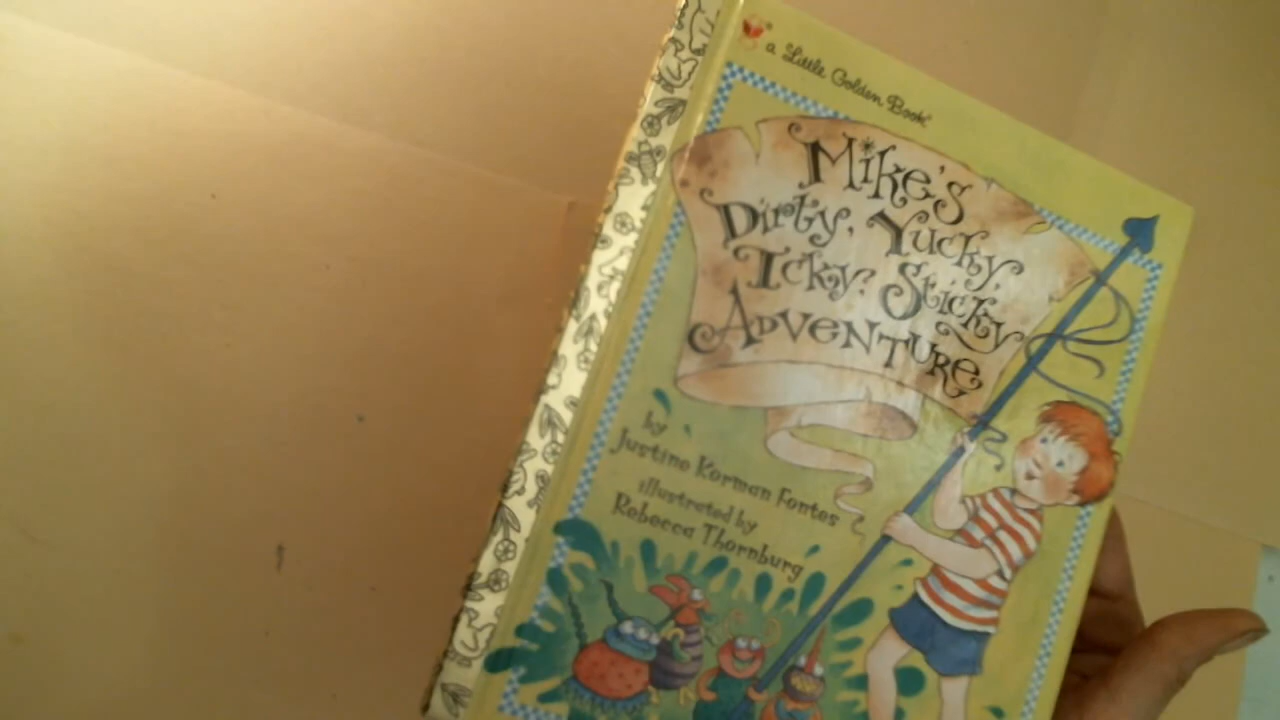 a Little Golden Book®
Mike's
Dirty, Yucky,
Icky, Sticky
Adventure
by
Justine Korman Fontes
illustrated by
Rebecca Thornburg